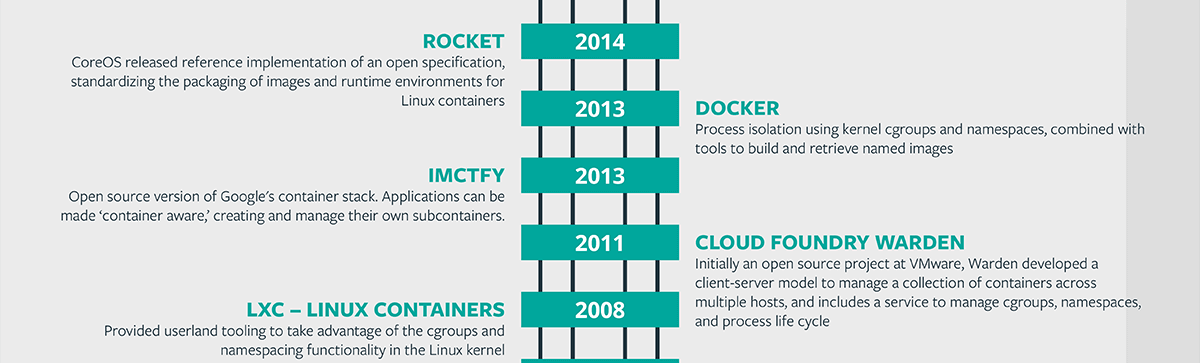 ROCKET
2014
CoreOS released reference implementation of an open specification,
standardizing the packaging of images and runtime environments for
Linux containers
2013
DOCKER
Process isolation using kernel cgroups and namespaces, combined with
tools to build and retrieve named images
IMCTFY
2013
Open source version of Google's container stack. Applications can be
made ‘container aware,’ creating and manage their own subcontainers.
2011
CLOUD FOUNDRY WARDEN
Initially an open source project at VMware, Warden developed a
client-server model to manage a collection of containers across
multiple hosts, and includes a service to manage cgroups, namespaces,
and process life cycle
LXC – LINUX CONTAINERS
2008
Provided userland tooling to take advantage of the cgroups and
namespacing functionality in the Linux kernel